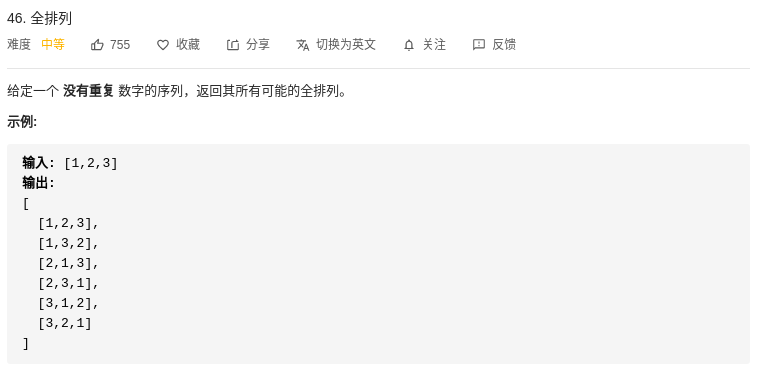 46. 全排列
难度 中等 755 收藏 分享 切换为英文 关注 反馈
给定一个 没有重复 数字的序列，返回其所有可能的全排列。
示例:
输入: [1,2,3]
输出:
[
  [1,2,3],
  [1,3,2],
  [2,1,3],
  [2,3,1],
  [3,1,2],
  [3,2,1]
]